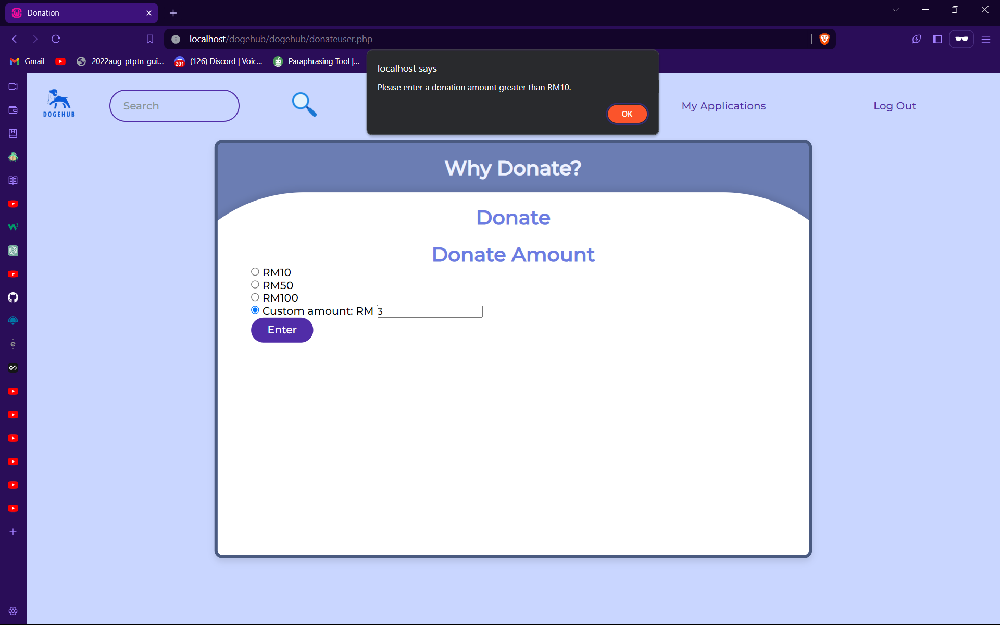 Donation
localhost/dogehub/dogehub/donateuser.php
Gmail
2022aug_ptptn_gui...
201
(126) Discord | Voic...
Paraphrasing Tool |...
localhost says
Please enter a donation amount greater than RM10.
OK
DOGEHUB
Search
My Applications
Log Out
Why Donate?
Donate
Donate Amount
RM10
RM50
RM100
Custom amount: RM 3
Enter